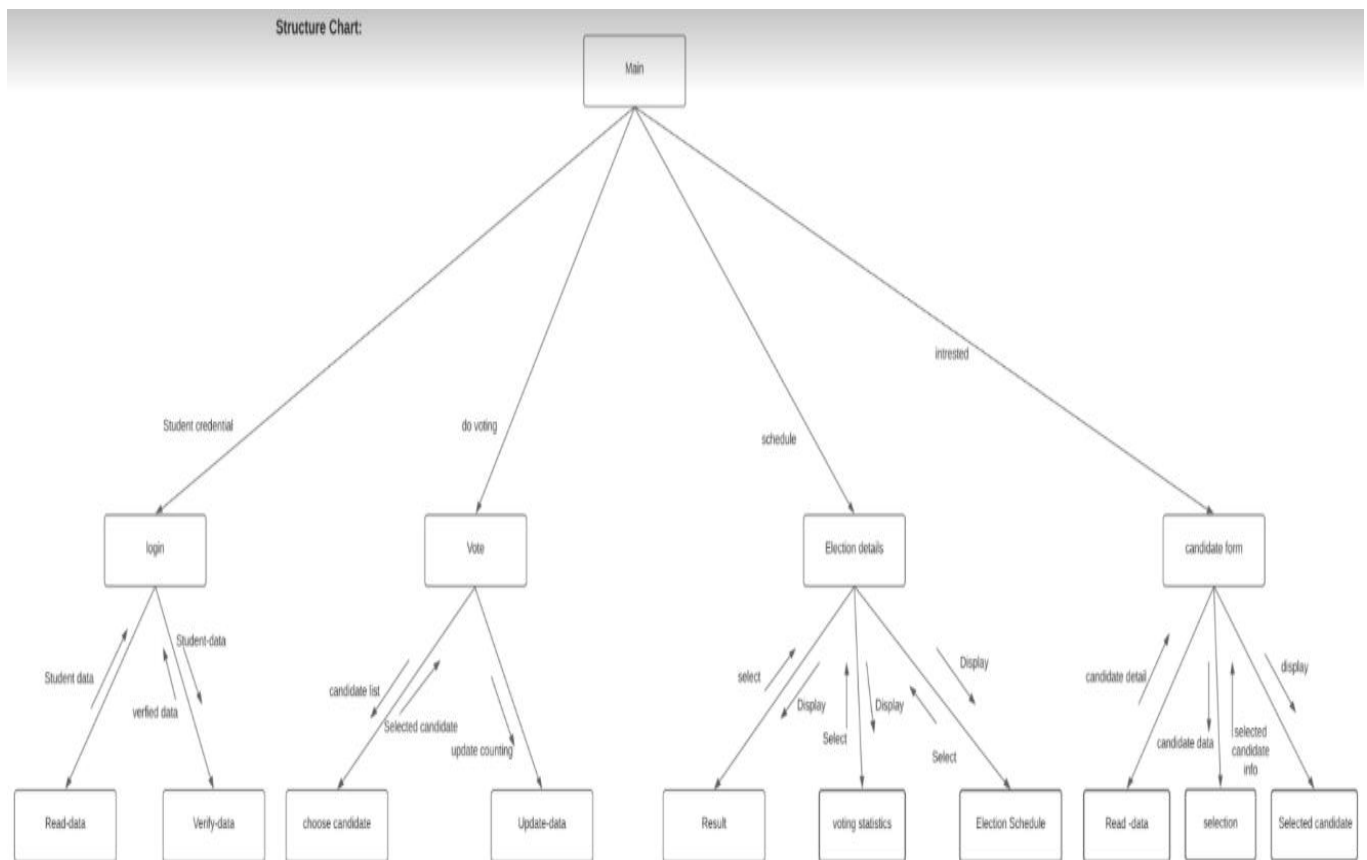 Structure Chart:
Main
intrested
Student credential
do voting
schedule
login
Vote
Election details
candidate form
Student data
Student-data
verfied data
candidate list
Selected candidate
update counting
select
Display
Select
Display
Display
Select
candidate detail
candidate data
selected
candidate
info
display
Read-data
Verify-data
choose candidate
Update-data
Result
voting statistics
Election Schedule
Read -data
selection
Selected candidate